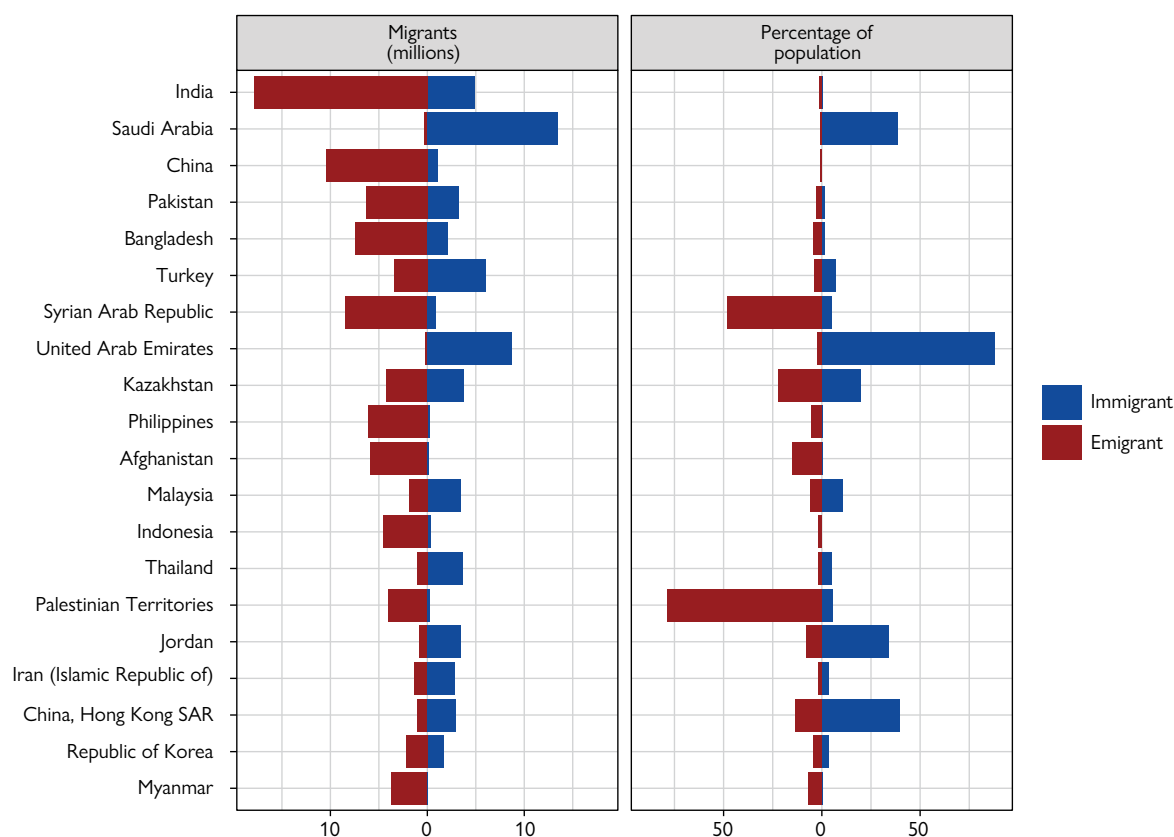 Migrants
(millions)
Percentage of
population
India
Saudi Arabia
China
Pakistan
Bangladesh
Turkey
Syrian Arab Republic
United Arab Emirates
Kazakhstan
Philippines
Afghanistan
Malaysia
Indonesia
Thailand
Palestinian Territories
Jordan
Iran (Islamic Republic of)
China, Hong Kong SAR
Republic of Korea
Myanmar
10 0 10
50 0 50
Immigrant
Emigrant